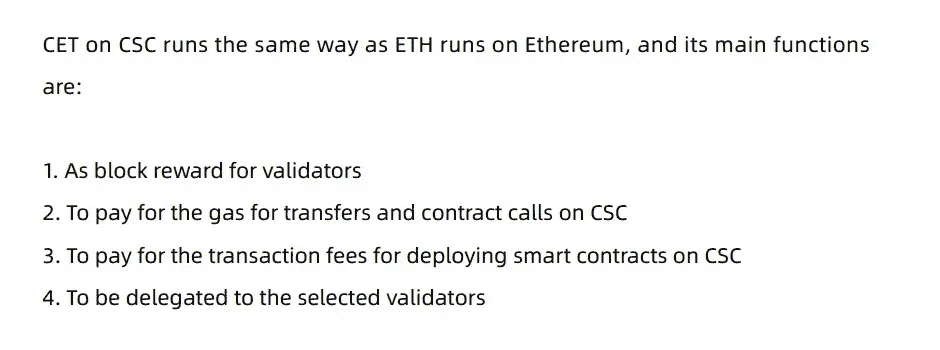 CET on CSC runs the same way as ETH runs on Ethereum, and its main functions
are:
1. As block reward for validators
2. To pay for the gas for transfers and contract calls on CSC
3. To pay for the transaction fees for deploying smart contracts on CSC
4. To be delegated to the selected validators